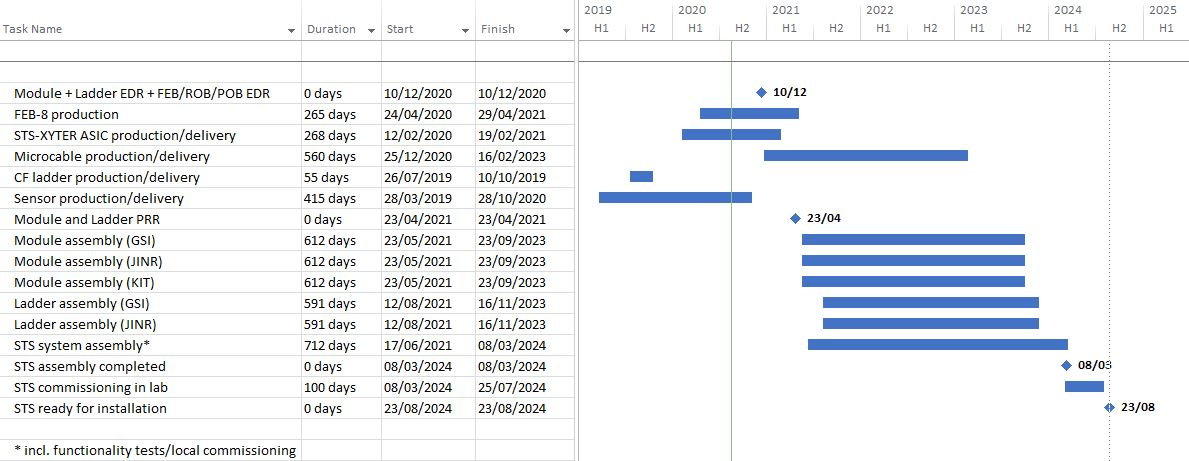 2019 2020 2021 2022 2023 2024 2025
Task Name Duration Start Finish H1 H2 H1 H2 H1 H2 H1 H2 H1 H2 H1 H2 H1
Module + Ladder EDR + FEB/ROB/POB EDR 0 days 10/12/2020 10/12/2020 10/12
FEB-8 production 265 days 24/04/2020 29/04/2021
STS-XYTER ASIC production/delivery 268 days 12/02/2020 19/02/2021
Microcable production/delivery 560 days 25/12/2020 16/02/2023
CF ladder production/delivery 55 days 26/07/2019 10/10/2019
Sensor production/delivery 415 days 28/03/2019 28/10/2020
Module and Ladder PRR 0 days 23/04/2021 23/04/2021 23/04
Module assembly (GSI) 612 days 23/05/2021 23/09/2023
Module assembly (JINR) 612 days 23/05/2021 23/09/2023
Module assembly (KIT) 612 days 23/05/2021 23/09/2023
Ladder assembly (GSI) 591 days 12/08/2021 16/11/2023
Ladder assembly (JINR) 591 days 12/08/2021 16/11/2023
STS system assembly* 712 days 17/06/2021 08/03/2024
STS assembly completed 0 days 08/03/2024 08/03/2024 08/03
STS commissioning in lab 100 days 08/03/2024 25/07/2024
STS ready for installation 0 days 23/08/2024 23/08/2024 23/08
* incl. functionality tests/local commissioning